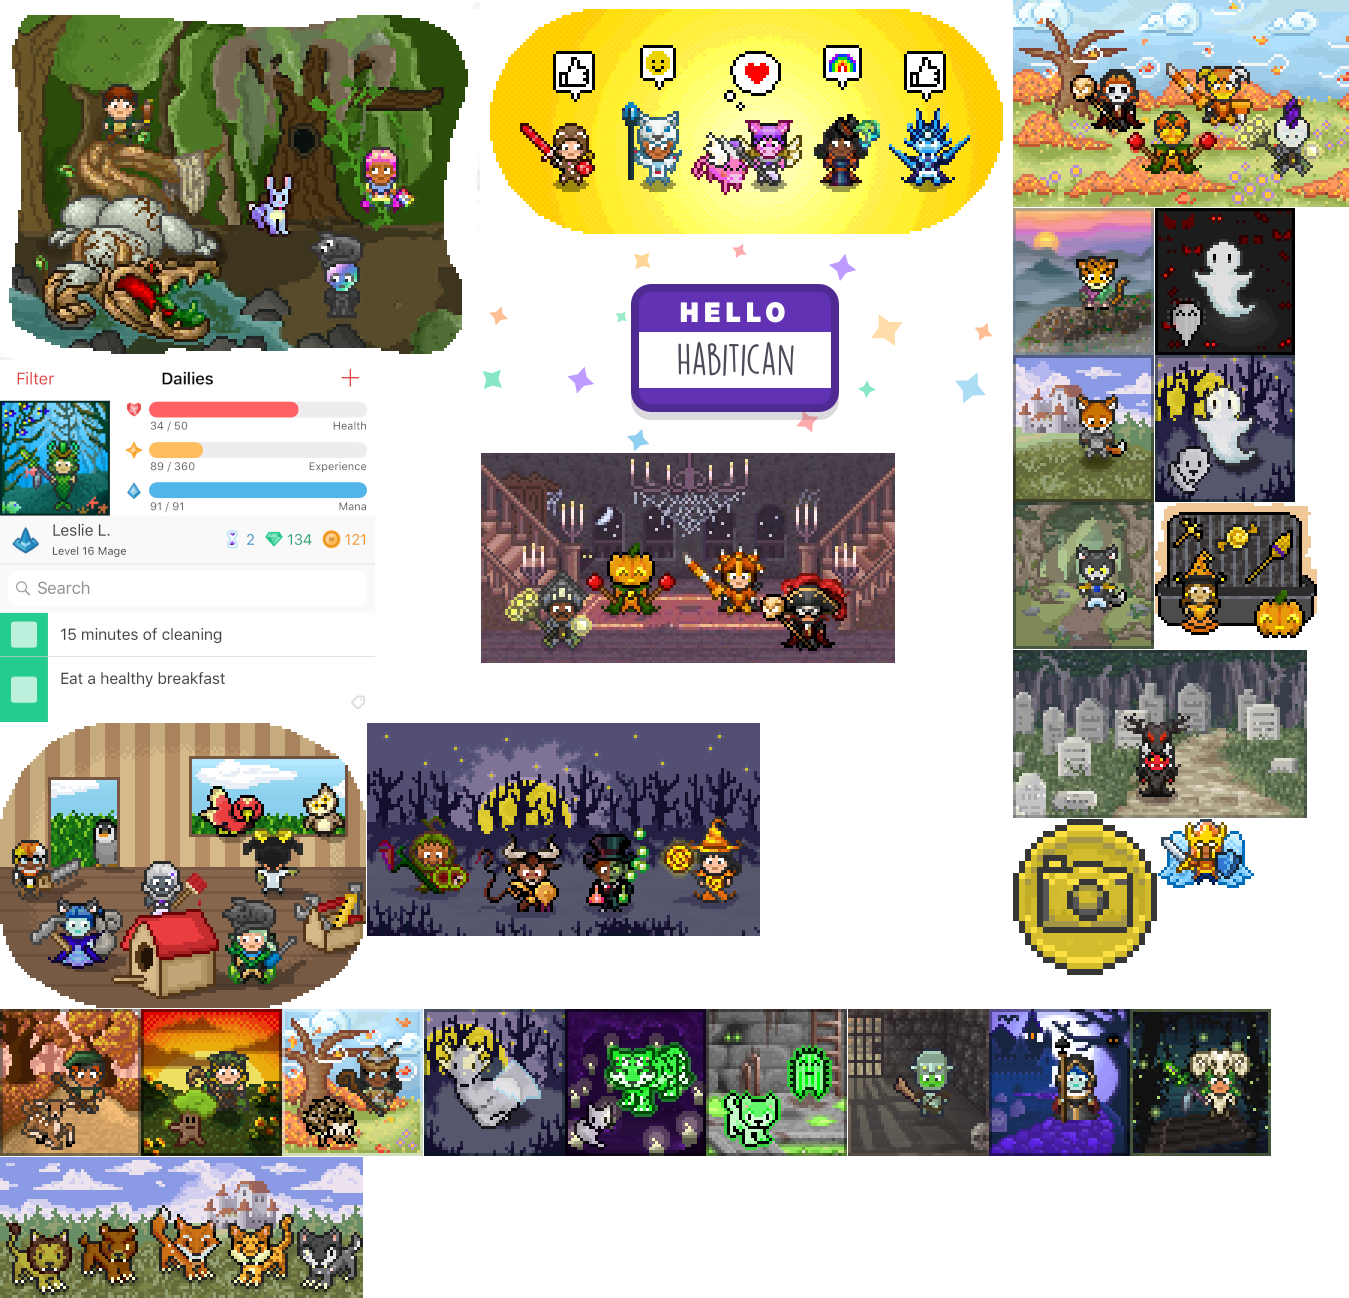 HELLO
HABITICAN
Filter
Dailies
34 / 50
Health
89 / 360
Experience
91 / 91
Mana
Leslie L.
Level 16 Mage
2
134
121
Search
15 minutes of cleaning
Eat a healthy breakfast